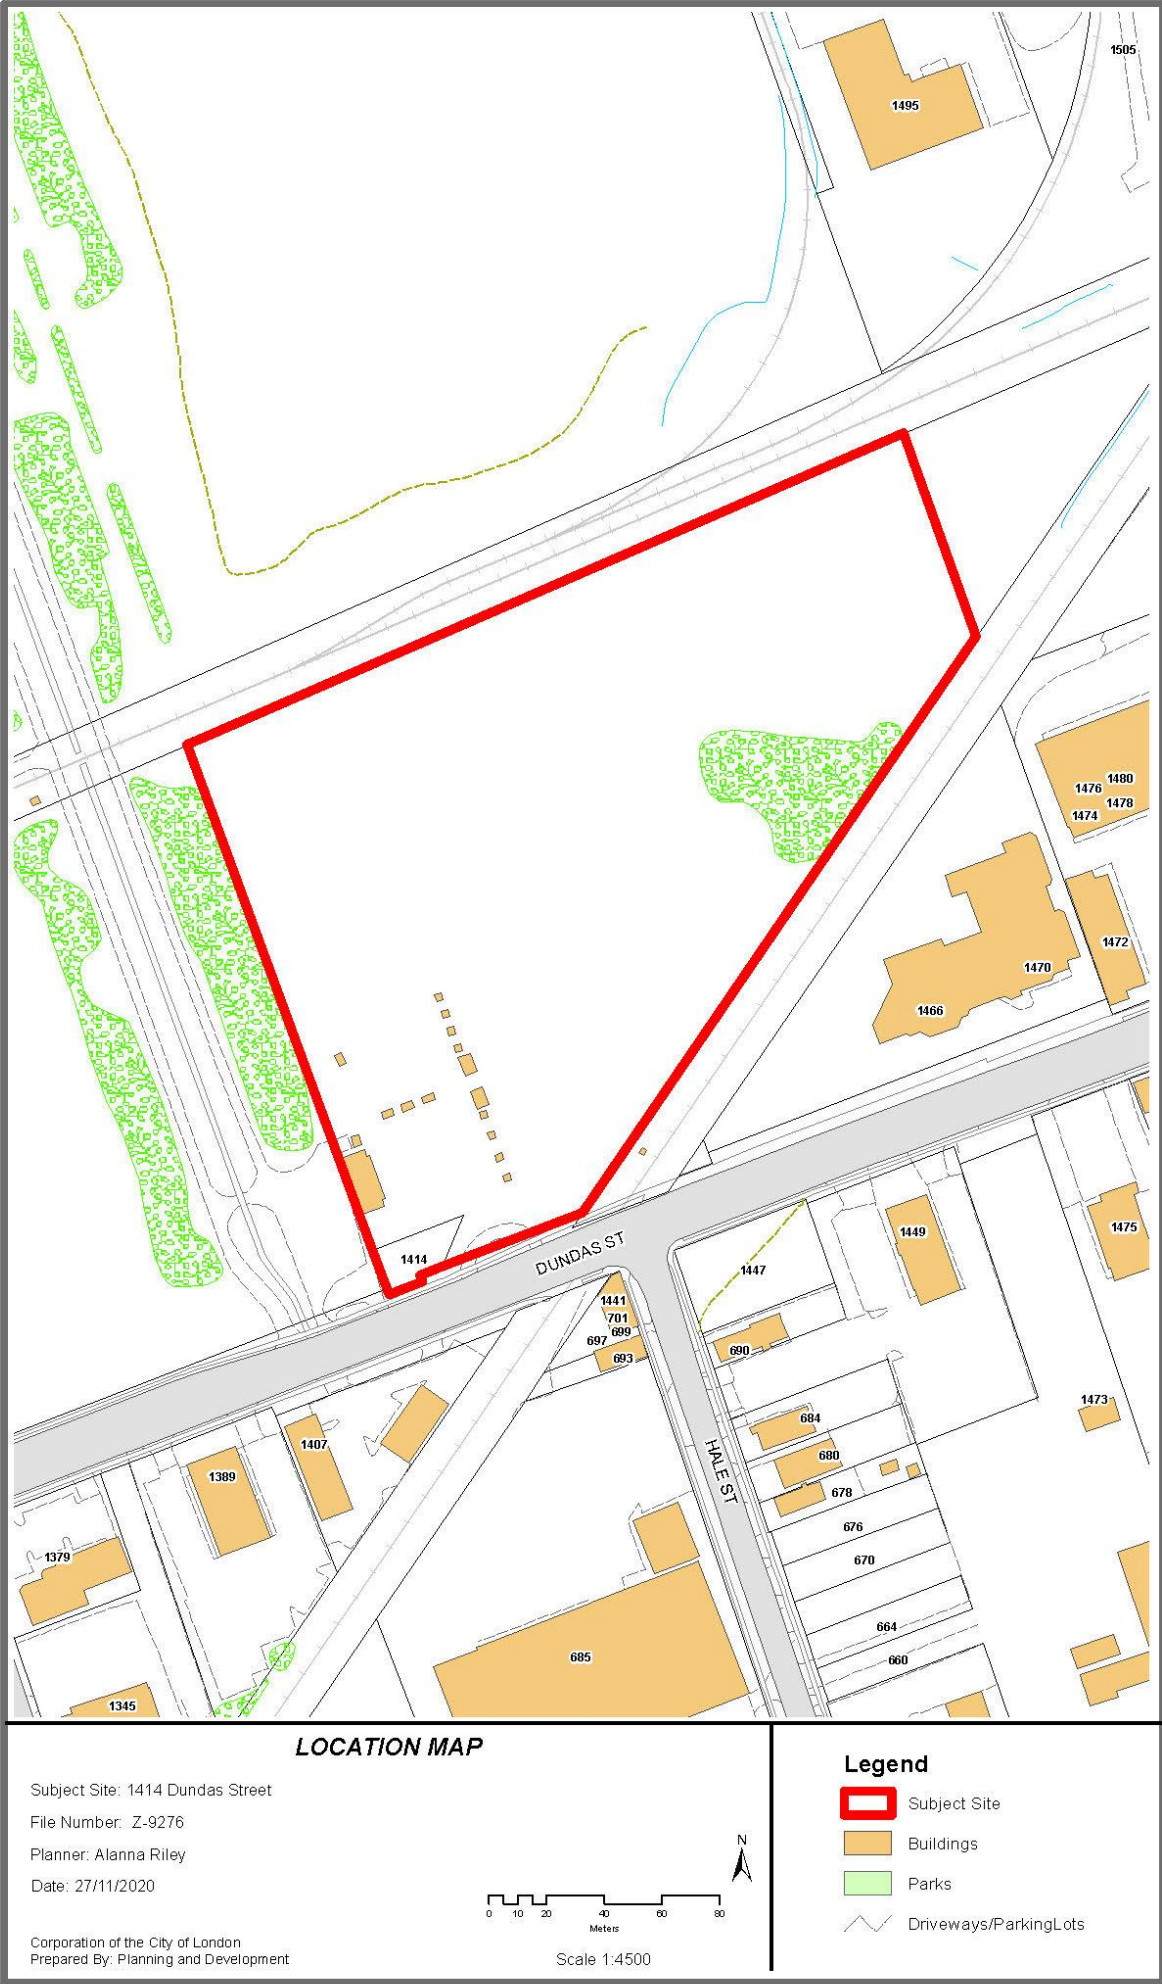 1505
1495
1480
1476
1478
1474
1472
1470
1466
1475
1449
1414
DUNDAS ST
1447
1441
701
699
697
693
690
1473
684
1407
680
1389
HALE ST
678
676
1379
670
664
685
660
1345
LOCATION MAP
Subject Site: 1414 Dundas Street
File Number: Z-9276
Planner: Alanna Riley
Date: 27/11/2020
Corporation of the City of London
Prepared By: Planning and Development
N
0 10 20 40 60 80
Meters
Scale 1:4500
Legend
Subject Site
Buildings
Parks
Driveways/ParkingLots